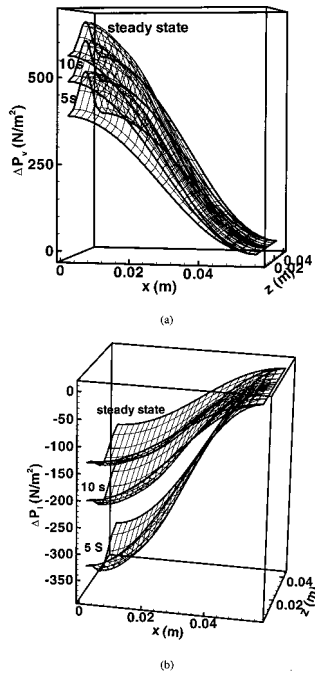 steady state
500
10s
5s
ΔPv (N/m²)
250
0
0
0.02
0.04
x (m)
0.02
0.04
z (m)
(a)
0
-50
steady state
-100
-150
10 s
-200
ΔPl (N/m²)
-250
5 S
-300
-350
0
0.02
0.04
x (m)
0.02
0.04
z (m)
(b)